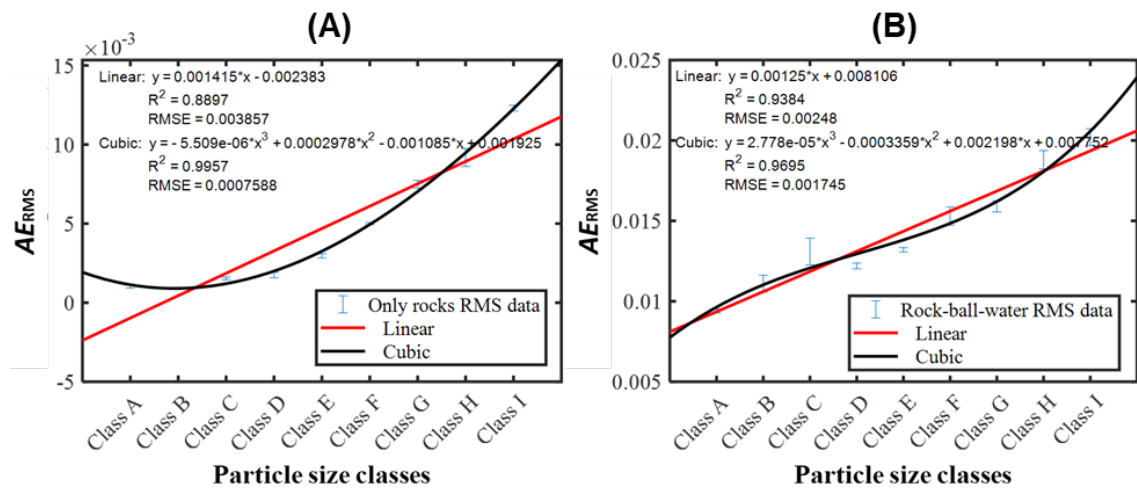 (A)
×10⁻³
15
10
5
0
-5
AE_RMS
Linear: y = 0.001415*x - 0.002383
R² = 0.8897
RMSE = 0.003857
Cubic: y = - 5.509e-06*x³ + 0.0002978*x² -0.001085*x + 0.001925
R² = 0.9957
RMSE = 0.0007588
Only rocks RMS data
Linear
Cubic
Class A
Class B
Class C
Class D
Class E
Class F
Class G
Class H
Class I
Particle size classes
(B)
0.025
0.02
0.015
0.01
0.005
AE_RMS
Linear: y = 0.00125*x + 0.008106
R² = 0.9384
RMSE = 0.00248
Cubic: y = 2.778e-05*x³ -0.0003359*x² + 0.002198*x + 0.007752
R² = 0.9695
RMSE = 0.001745
Rock-ball-water RMS data
Linear
Cubic
Class A
Class B
Class C
Class D
Class E
Class F
Class G
Class H
Class I
Particle size classes